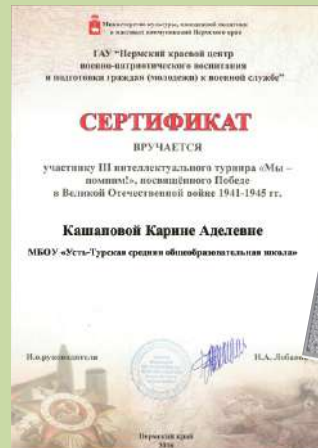 Министерство культуры, молодежной политики
и массовых коммуникаций Пермского края
ГАУ "Пермский краевой центр
военно-патриотического воспитания
и подготовки граждан (молодежи) к военной службе"
СЕРТИФИКАТ
ВРУЧАЕТСЯ
участнику III интеллектуального турнира «Мы –
помним!», посвящённого Победе
в Великой Отечественной войне 1941-1945 гг.
Кашаповой Карине Аделевне
МБОУ «Усть-Турская средняя общеобразовательная школа»
И.о.руководителя
Н.А.
Пермский край
2016